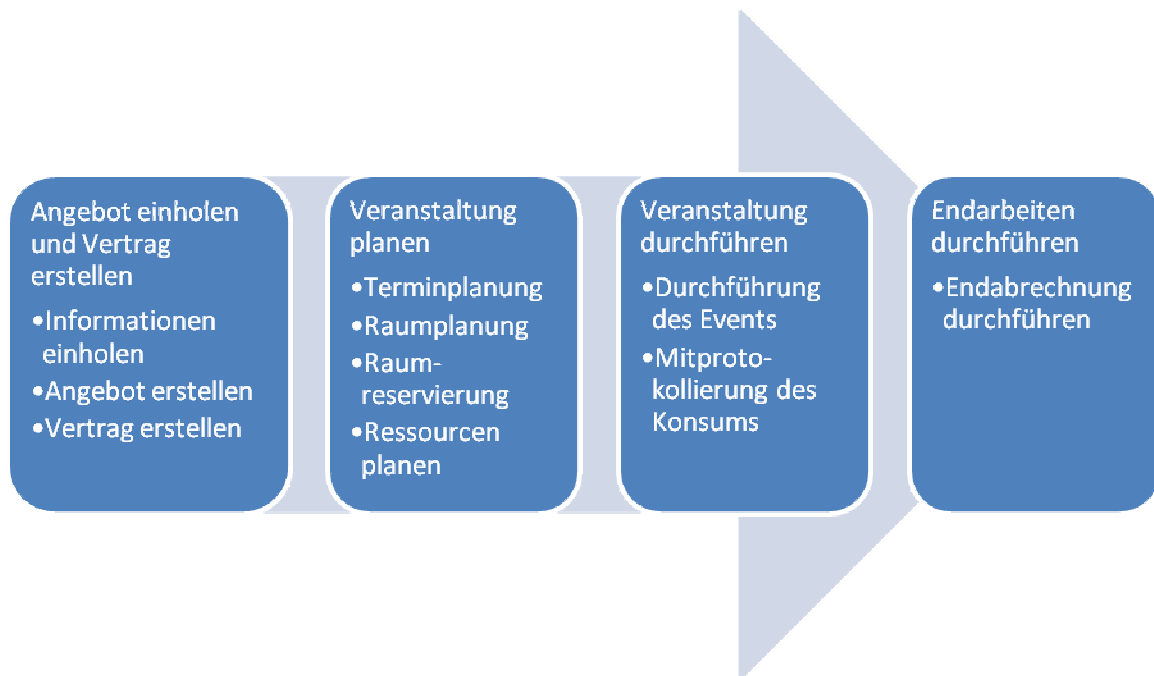 Angebot einholen
und Vertrag
erstellen
•Informationen
einholen
•Angebot erstellen
•Vertrag erstellen
Veranstaltung
planen
•Terminplanung
•Raumplanung
•Raum-
reservierung
•Ressourcen
planen
Veranstaltung
durchführen
•Durchführung
des Events
•Mitproto-
kollierung des
Konsums
Endarbeiten
durchführen
•Endabrechnung
durchführen